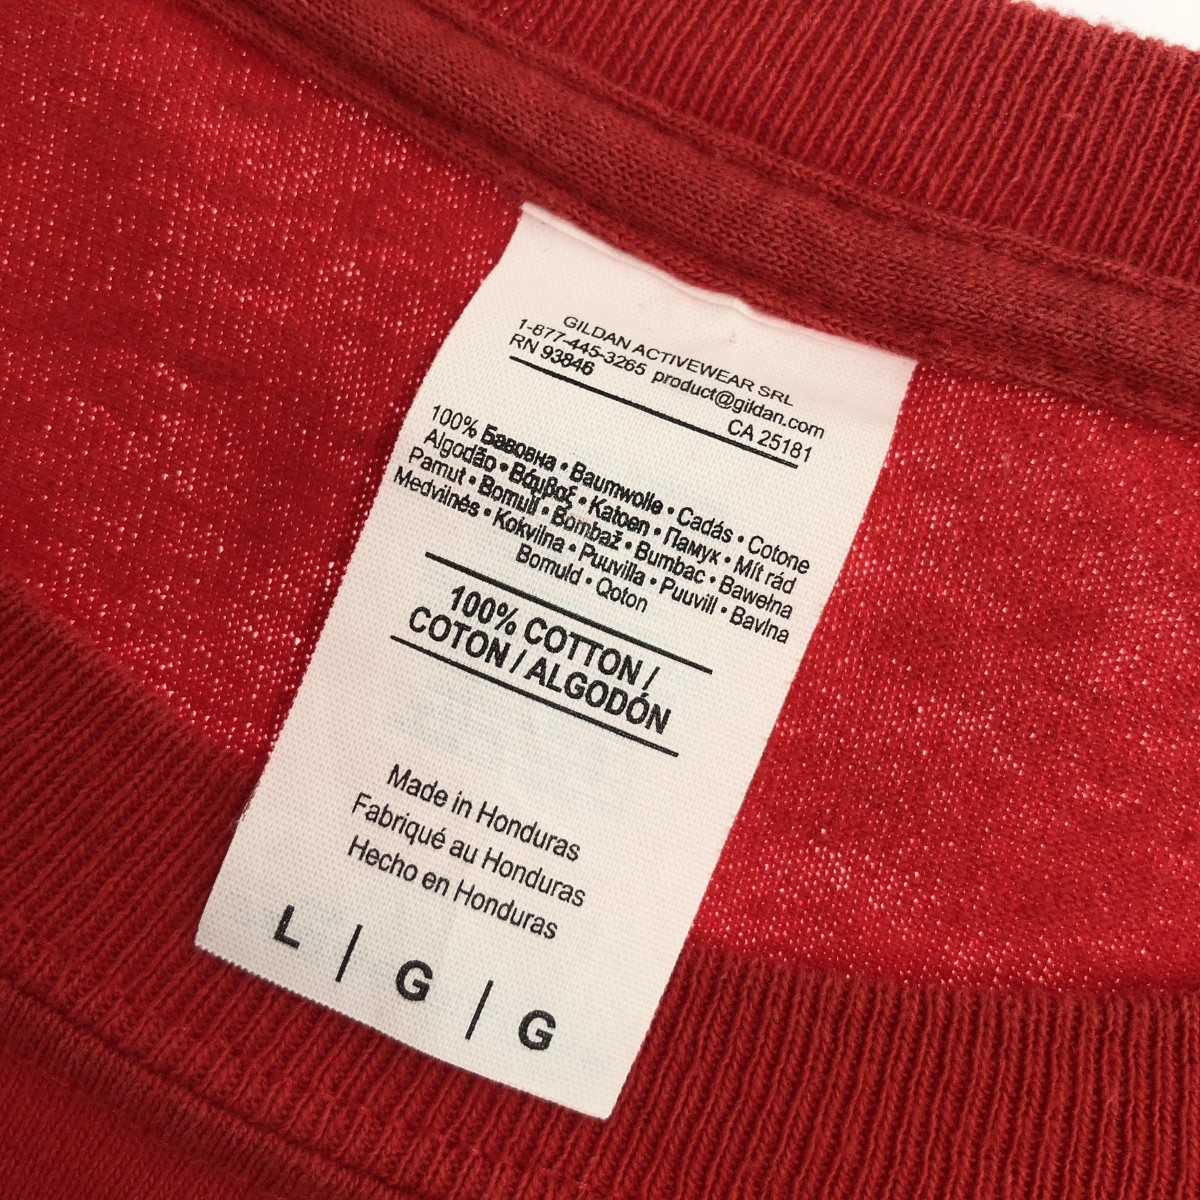 GILDAN ACTIVEWEAR SRL
1-877-445-3265 product@gildan.com
RN 93846 CA 25181
100% Бавовна • Baumwolle • Cadás • Cotone
Algodão • Βάμβαξ • Katoen • Памук • Mít rád
Pamut • Bomull • Bombaž • Bumbac • Bawełna
Medvilnės • Kokvilna • Puuvilla • Puuvill • Bavlna
Bomuld • Qoton
100% COTTON /
COTON / ALGODÓN
Made in Honduras
Fabriqué au Honduras
Hecho en Honduras
L | G | G